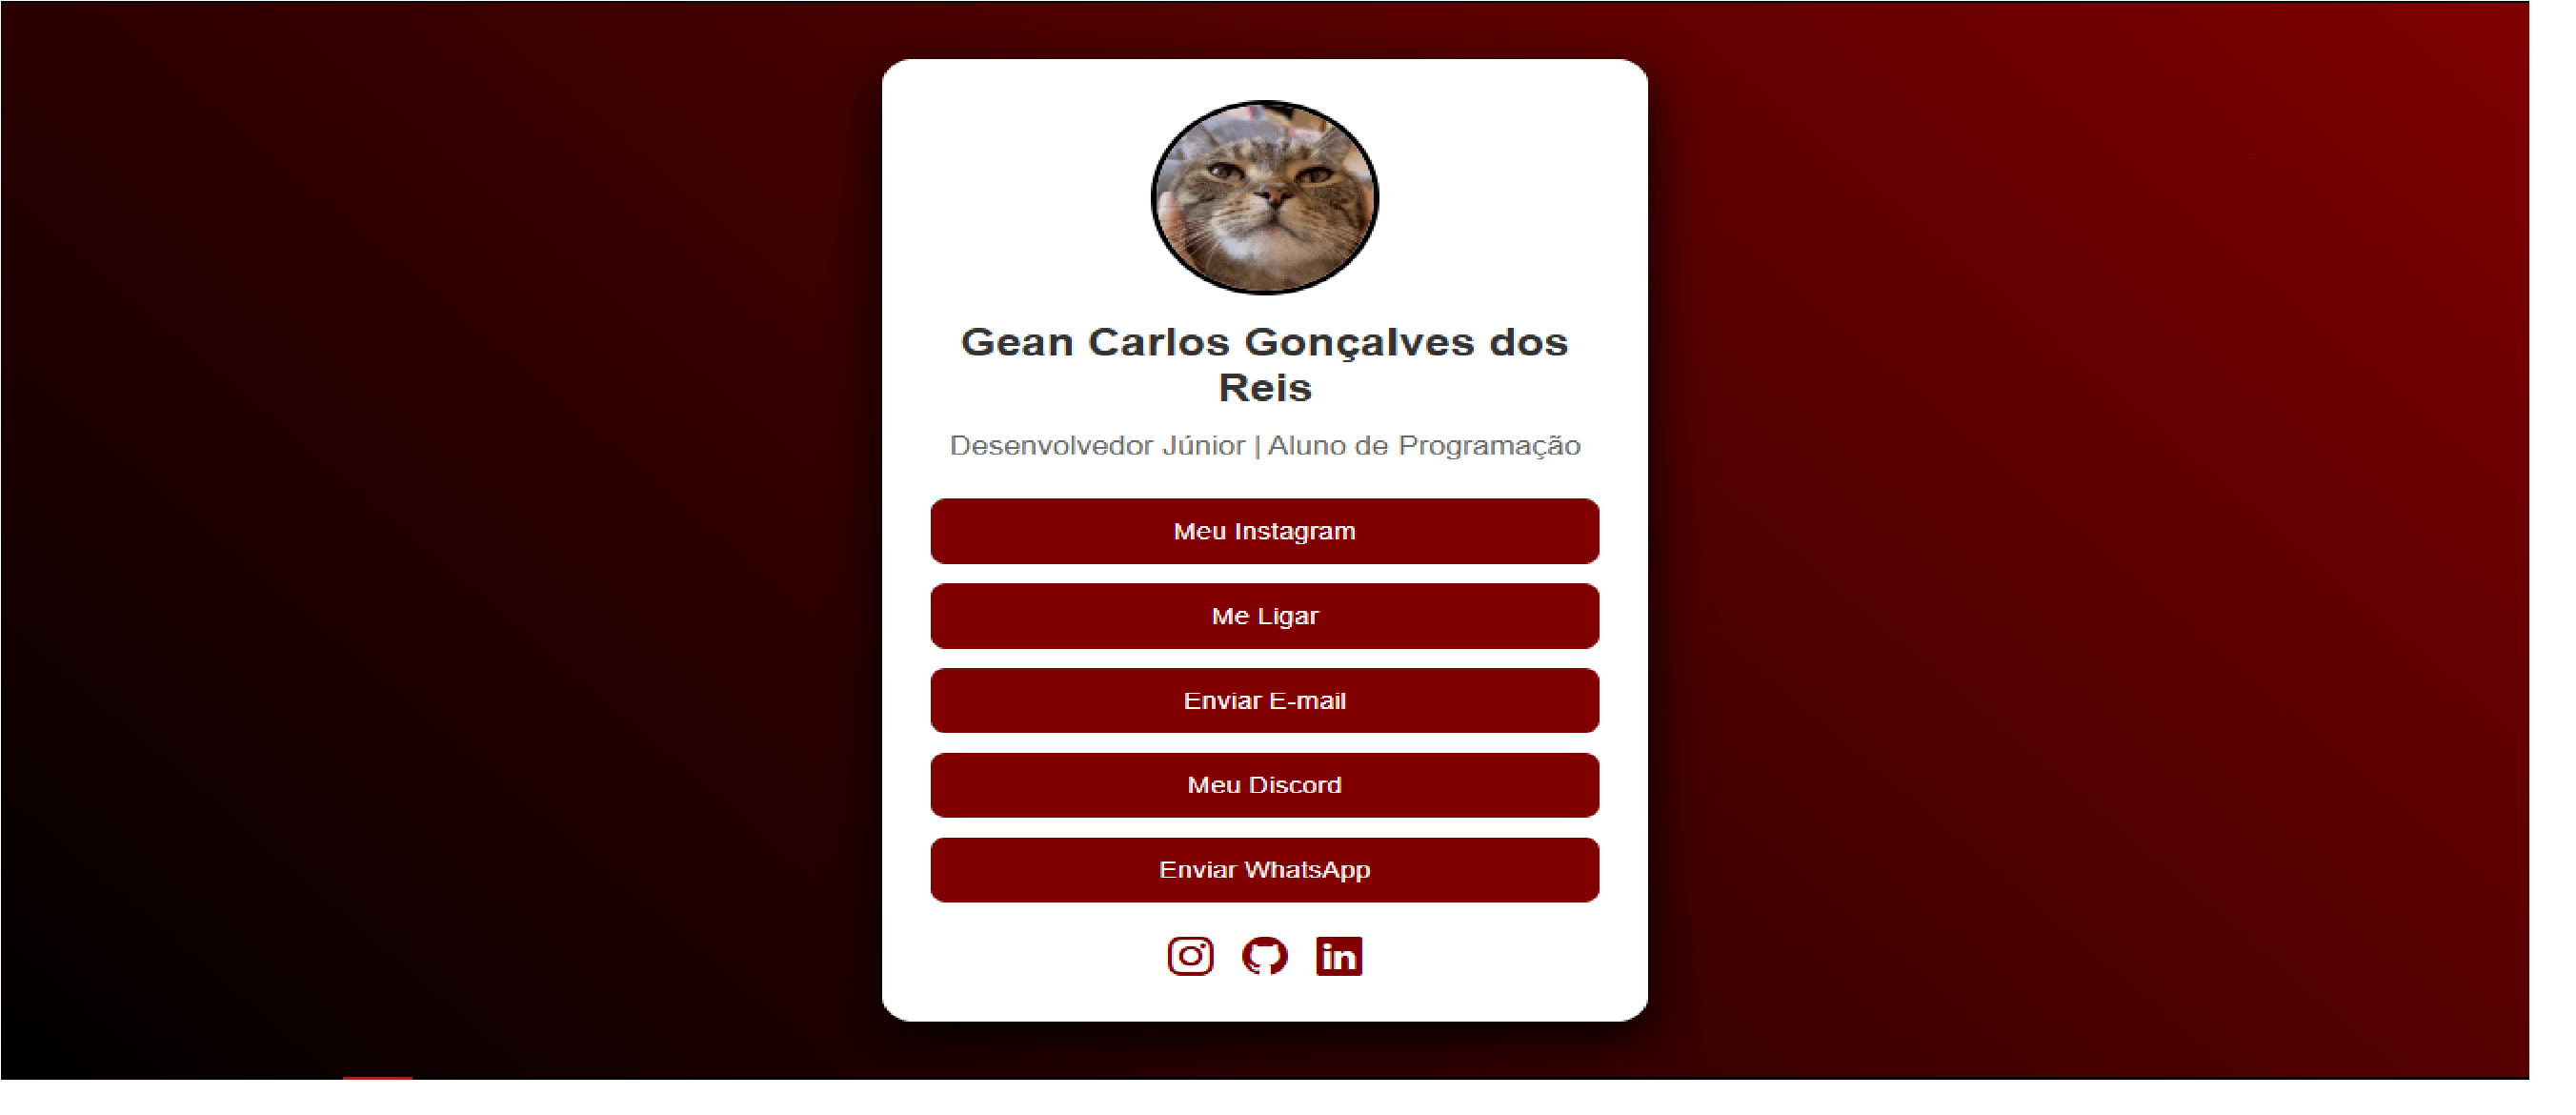 Gean Carlos Gonçalves dos
Reis
Desenvolvedor Júnior | Aluno de Programação
Meu Instagram
Me Ligar
Enviar E-mail
Meu Discord
Enviar WhatsApp
in